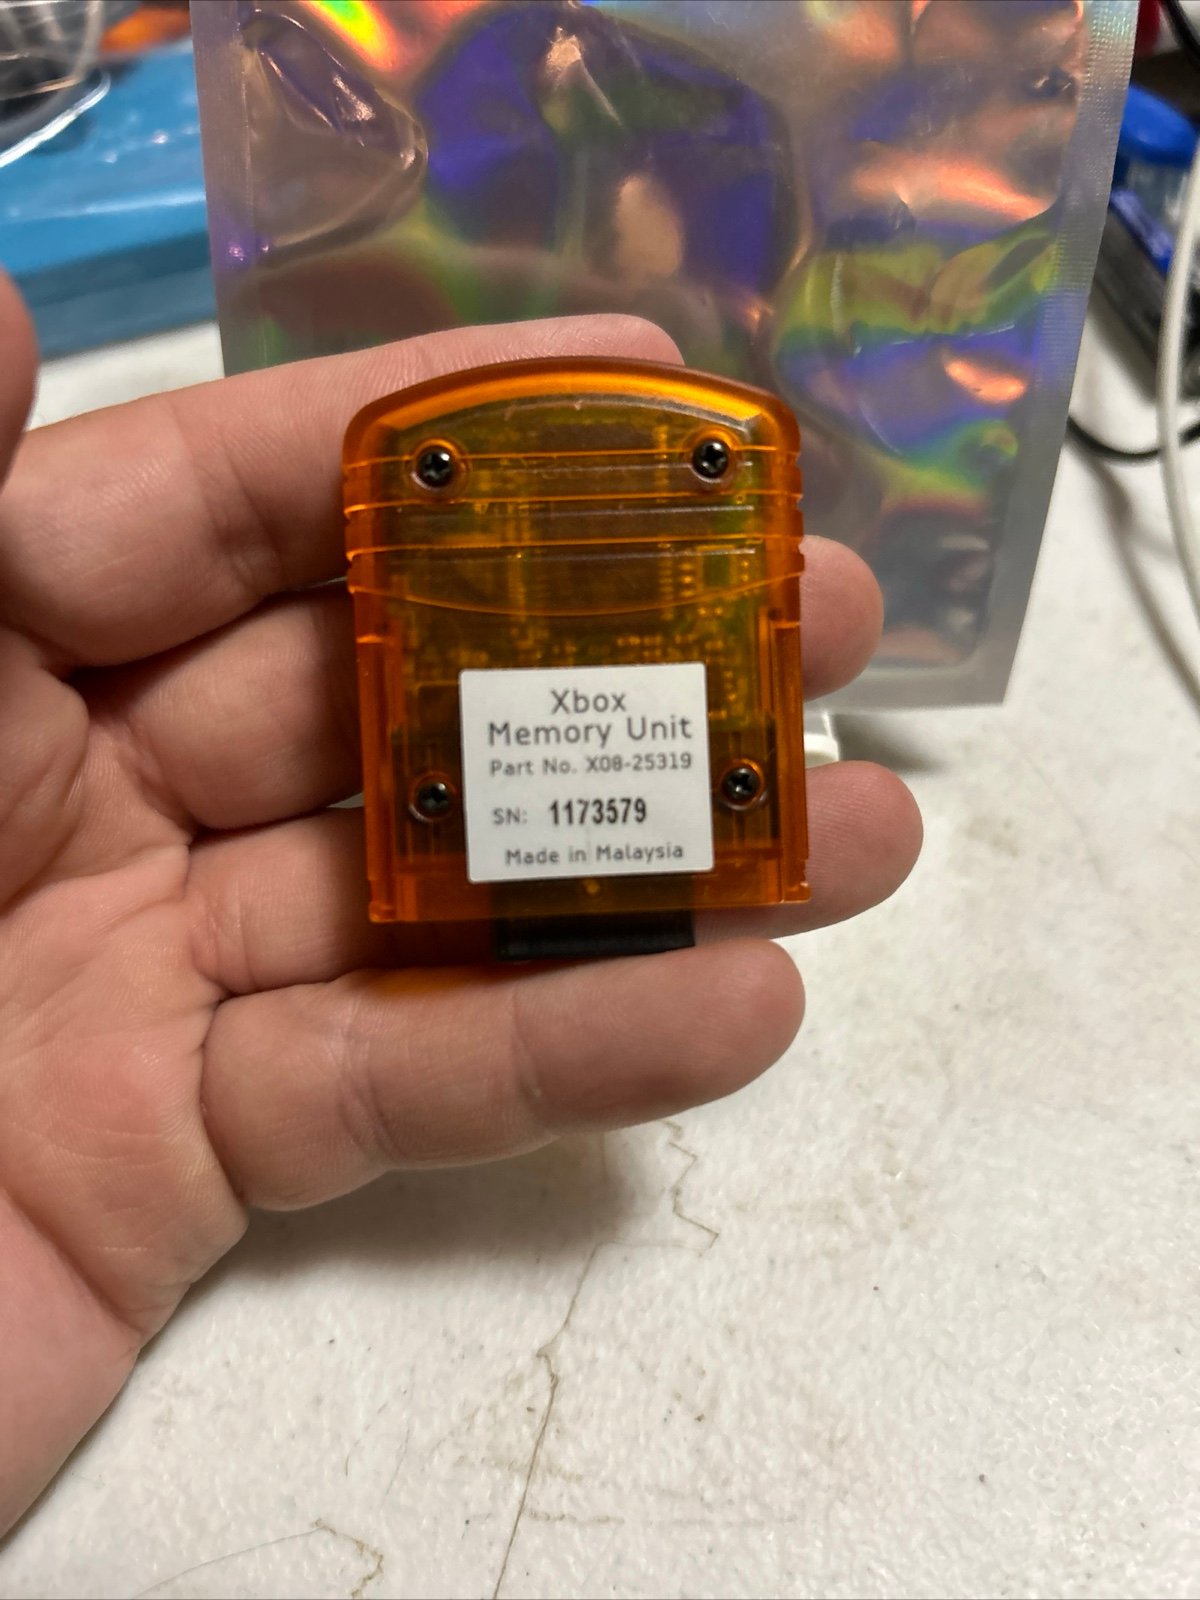 Xbox
Memory Unit
Part No. X08-25319
SN: 1173579
Made in Malaysia